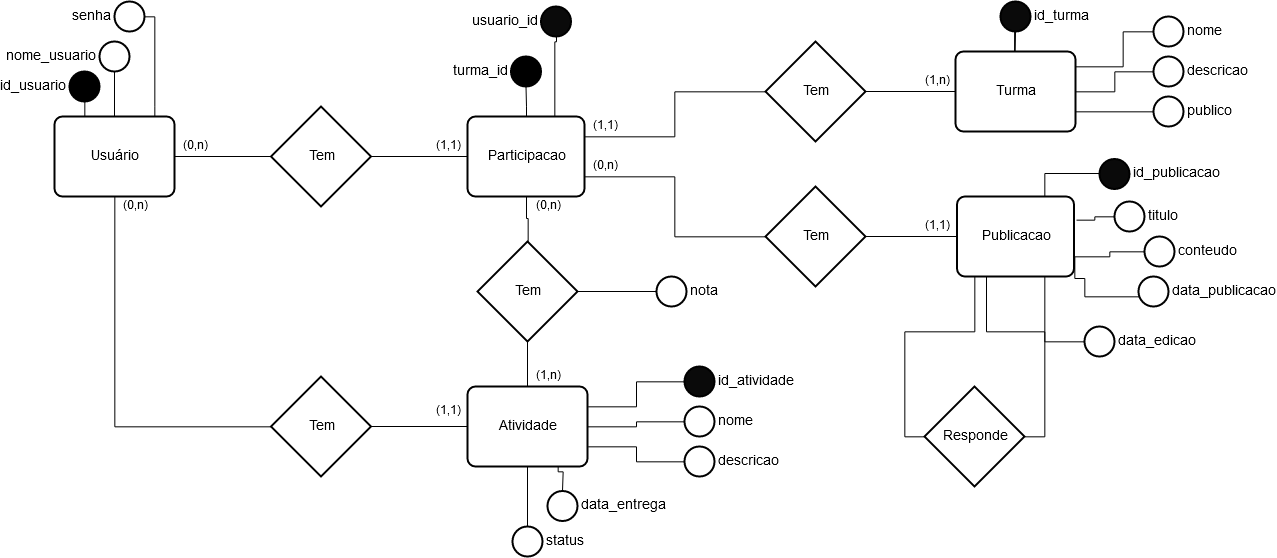 senha
nome_usuario
id_usuario
Usuário
(0,n)
(0,n)
Tem
(1,1)
usuario_id
turma_id
Participacao
(1,1)
(0,n)
(0,n)
Tem
(1,n)
id_turma
Turma
nome
descricao
publico
Tem
(1,1)
id_publicacao
Publicacao
titulo
conteudo
data_publicacao
data_edicao
Responde
Tem
nota
(1,n)
Tem
(1,1)
Atividade
id_atividade
nome
descricao
data_entrega
status